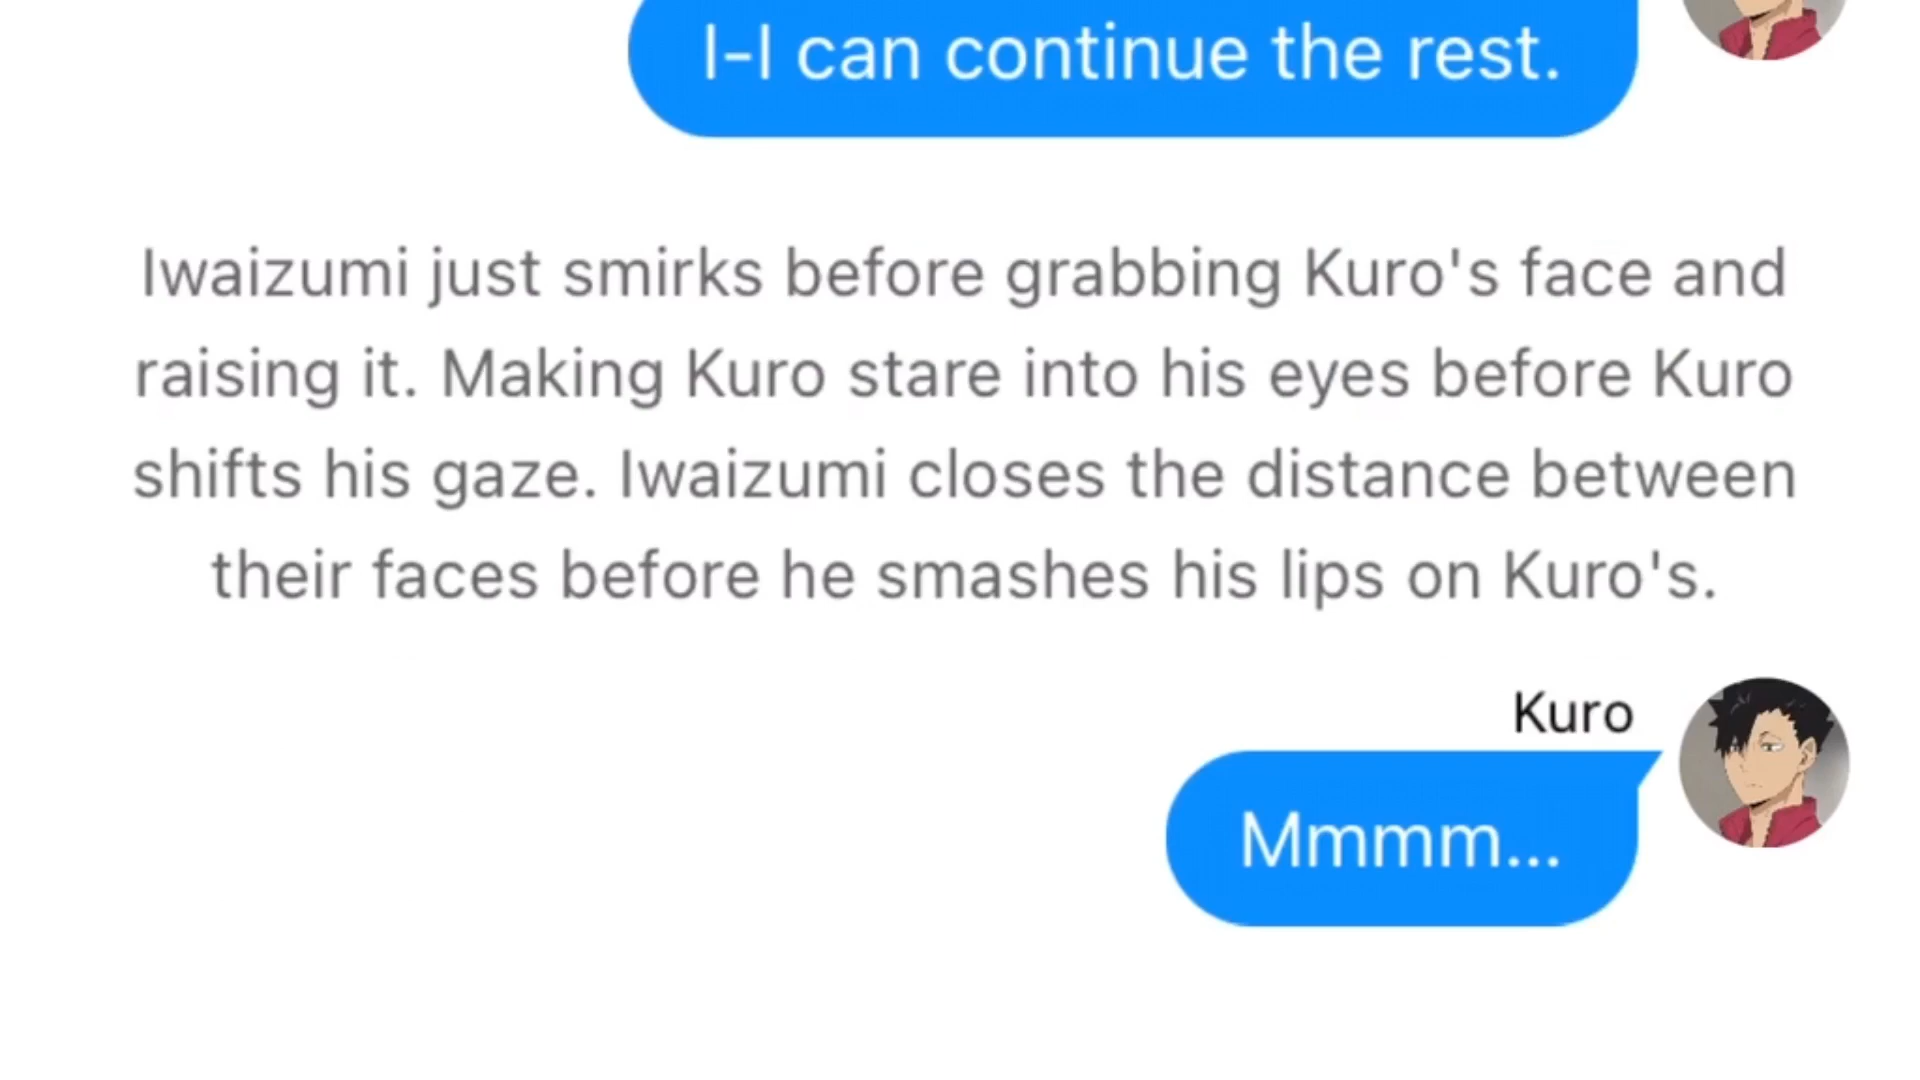 I-I can continue the rest.
Iwaizumi just smirks before grabbing Kuro's face and
raising it. Making Kuro stare into his eyes before Kuro
shifts his gaze. Iwaizumi closes the distance between
their faces before he smashes his lips on Kuro's.
Kuro
Mmmm...